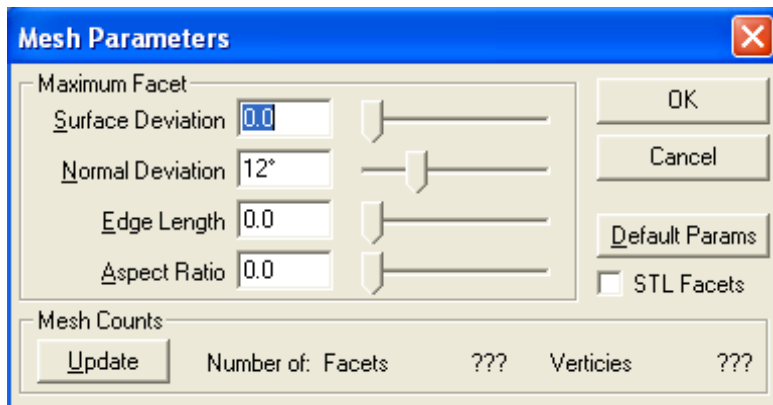 Mesh Parameters
Maximum Facet
Surface Deviation 0.0
Normal Deviation 12°
Edge Length 0.0
Aspect Ratio 0.0
OK
Cancel
Default Params
STL Facets
Mesh Counts
Update Number of: Facets ??? Verticies ???